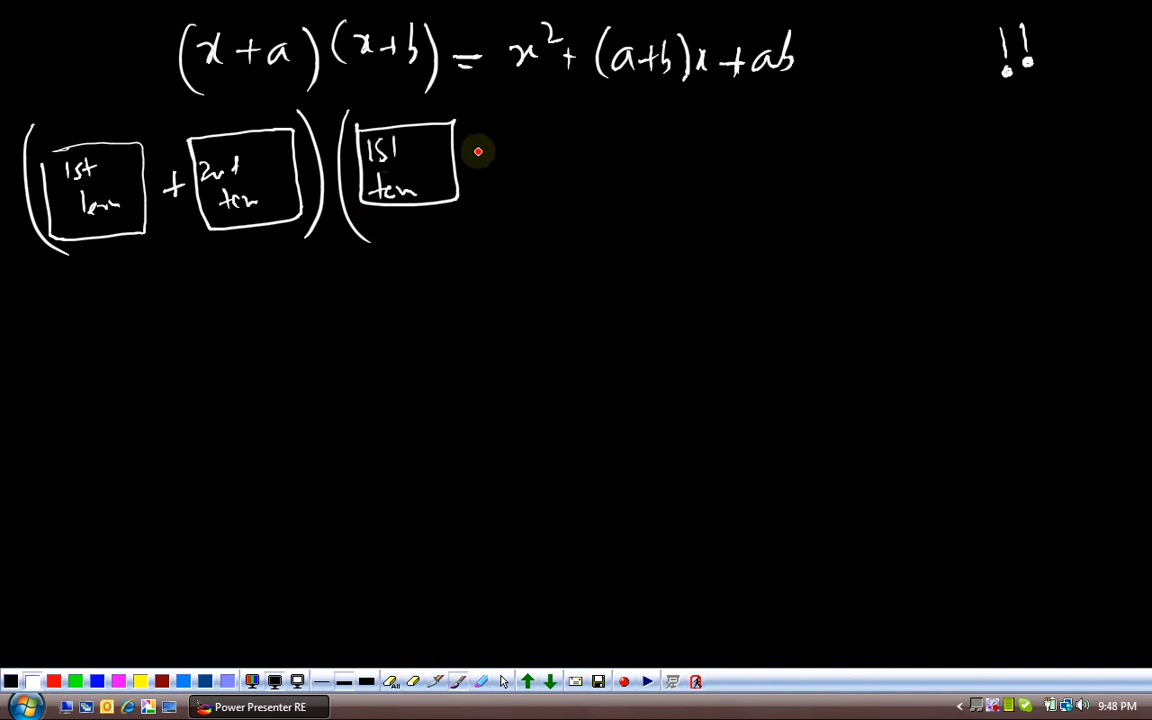 (x+a)(x+b) = x² + (a+b)x + ab !!
(1st term + 2nd term) (1st term
Power Presenter RE
9:48 PM